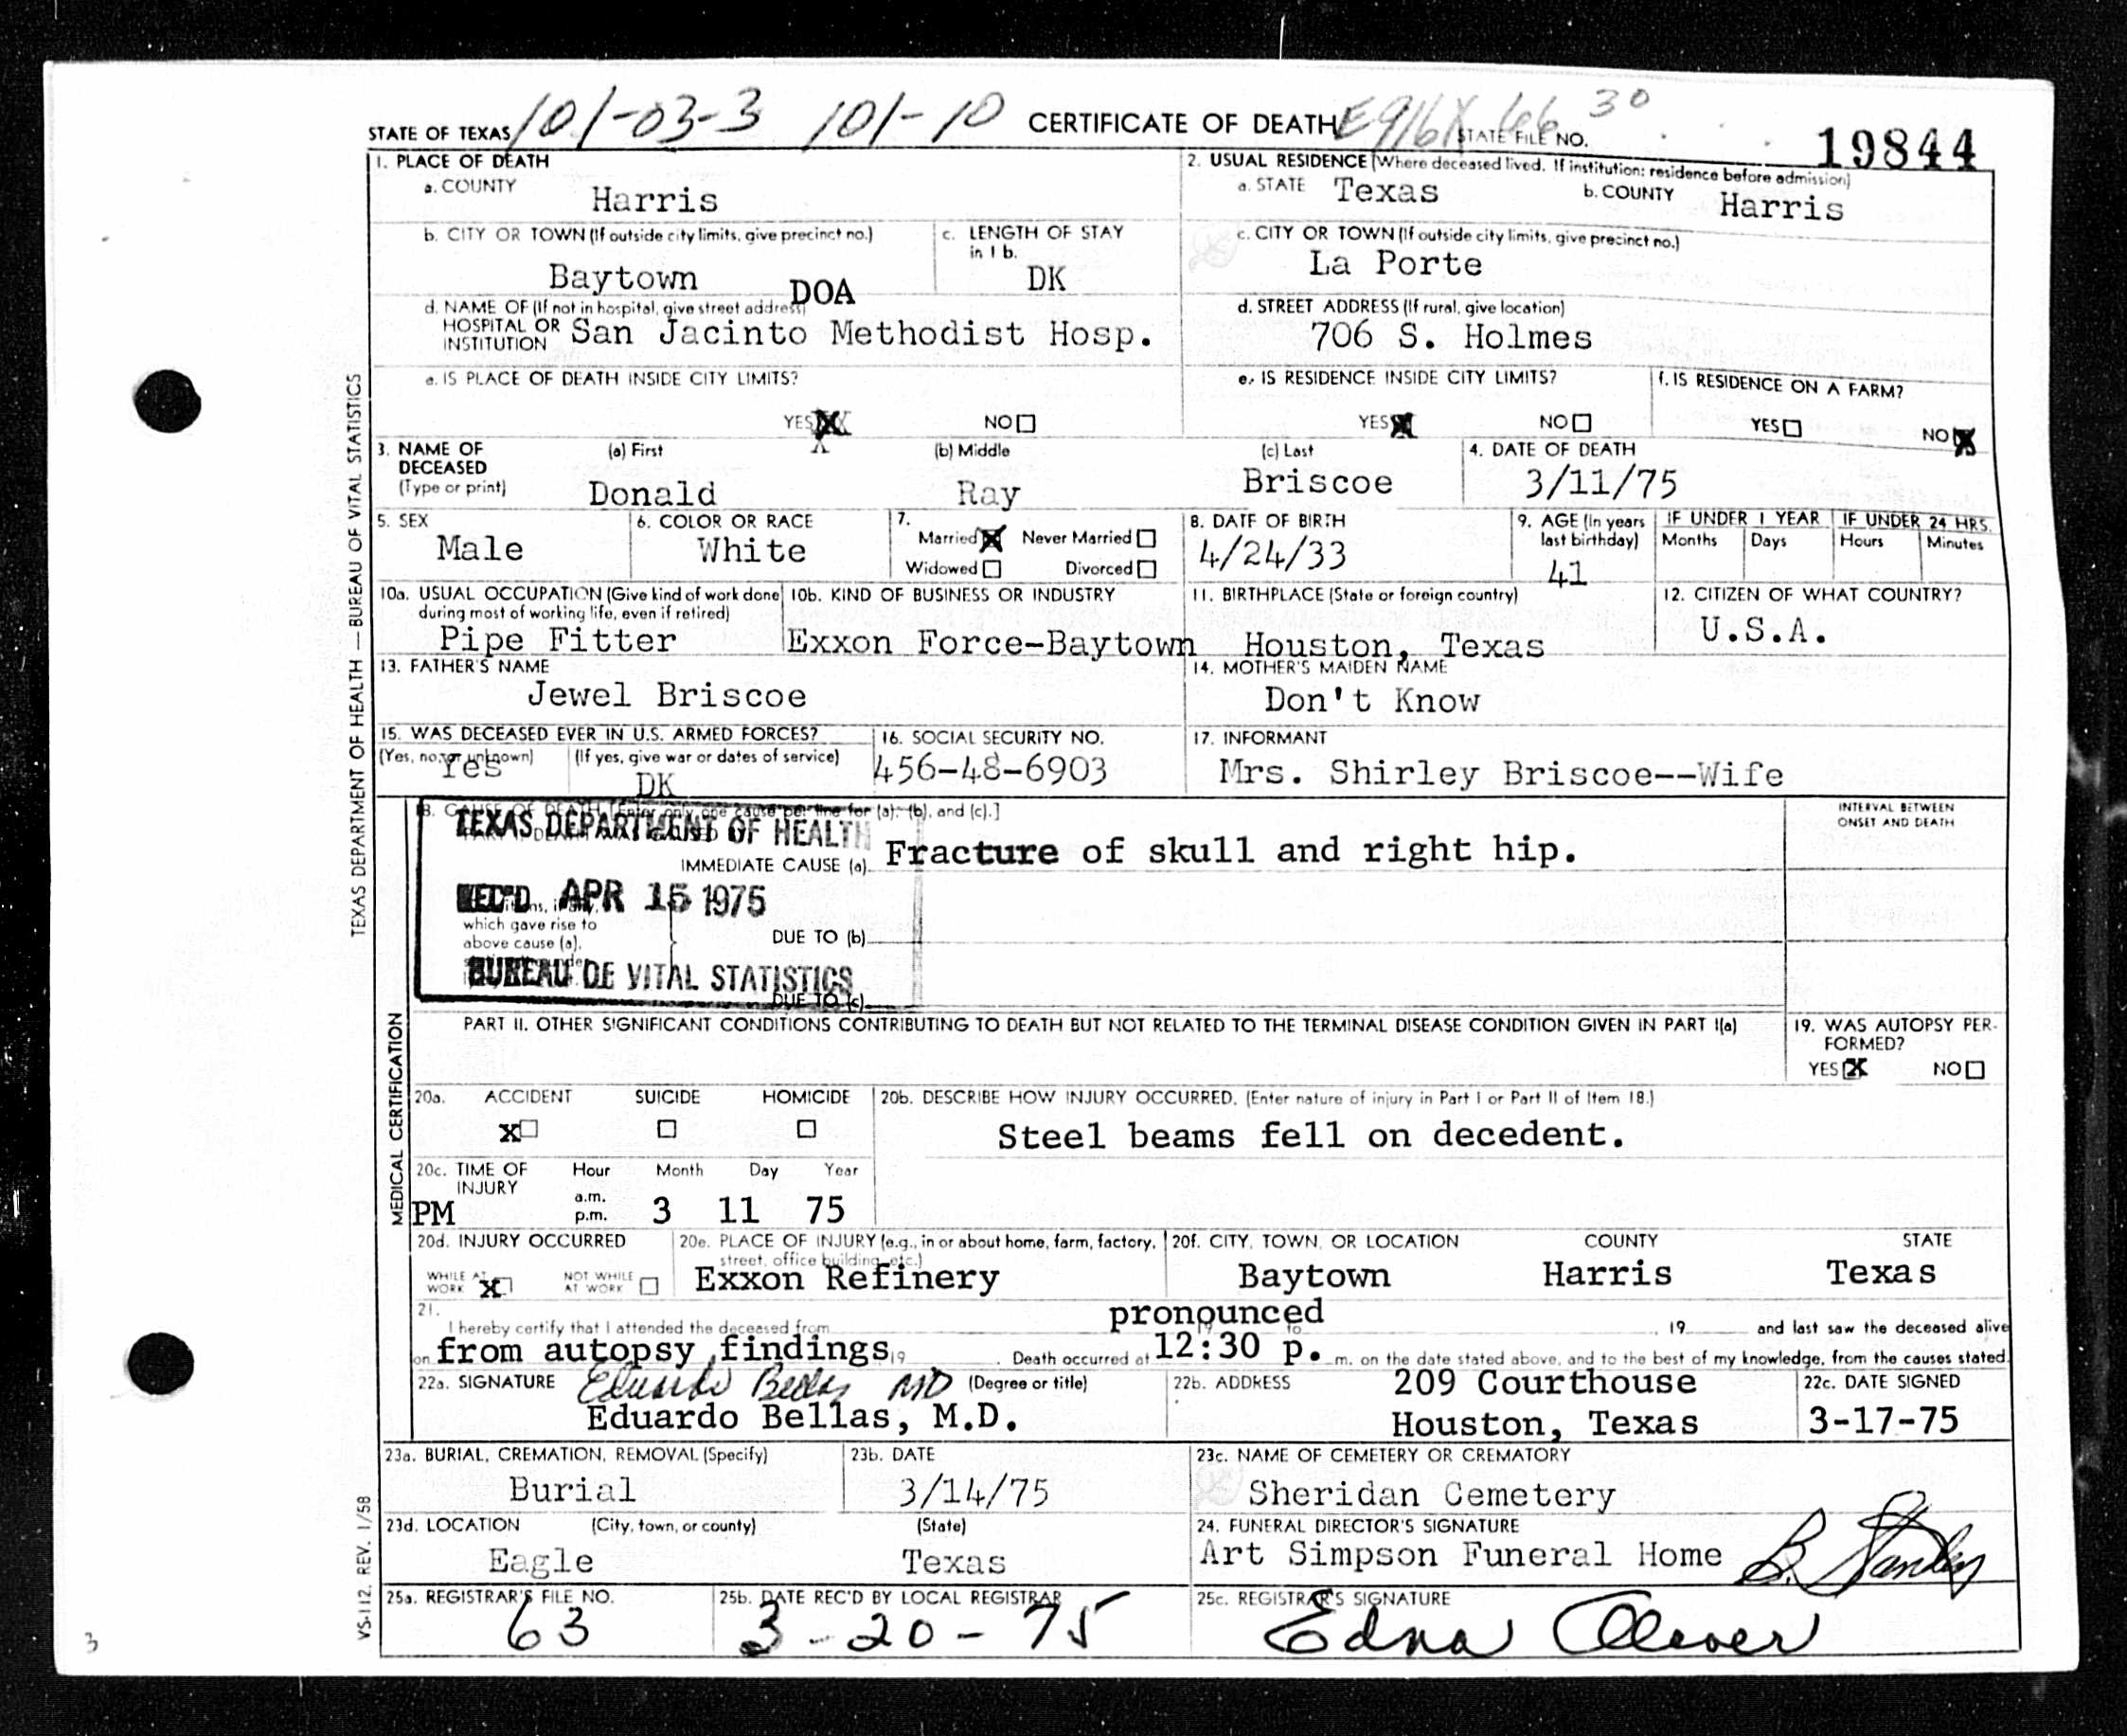 STATE OF TEXAS 101-03-3 101-10 CERTIFICATE OF DEATH E916X 66 30 STATE FILE NO. 19844
1. PLACE OF DEATH
a. COUNTY Harris
2. USUAL RESIDENCE (Where deceased lived. If institution: residence before admission)
a. STATE Texas b. COUNTY Harris
b. CITY OR TOWN (If outside city limits, give precinct no.) Baytown
c. LENGTH OF STAY in 1 b. DK
c. CITY OR TOWN (If outside city limits, give precinct no.) La Porte
DOA
d. NAME OF (If not in hospital, give street address) HOSPITAL OR INSTITUTION San Jacinto Methodist Hosp.
d. STREET ADDRESS (If rural, give location) 706 S. Holmes
e. IS PLACE OF DEATH INSIDE CITY LIMITS?
YES X NO
e. IS RESIDENCE INSIDE CITY LIMITS?
YES X NO
f. IS RESIDENCE ON A FARM?
YES NO X
3. NAME OF DECEASED (Type or print)
(a) First Donald
(b) Middle Ray
(c) Last Briscoe
4. DATE OF DEATH 3/11/75
5. SEX Male
6. COLOR OR RACE White
7. Married X Never Married
Widowed Divorced
8. DATE OF BIRTH 4/24/33
9. AGE (In years last birthday) 41
IF UNDER 1 YEAR Months Days
IF UNDER 24 HRS. Hours Minutes
10a. USUAL OCCUPATION (Give kind of work done during most of working life, even if retired) Pipe Fitter
10b. KIND OF BUSINESS OR INDUSTRY Exxon Force-Baytown
11. BIRTHPLACE (State or foreign country) Houston, Texas
12. CITIZEN OF WHAT COUNTRY? U.S.A.
13. FATHER'S NAME Jewel Briscoe
14. MOTHER'S MAIDEN NAME Don't Know
15. WAS DECEASED EVER IN U.S. ARMED FORCES?
(Yes, no, or unknown) Yes
(If yes, give war or dates of service) DK
16. SOCIAL SECURITY NO. 456-48-6903
17. INFORMANT Mrs. Shirley Briscoe--Wife
18. CAUSE OF DEATH [Enter only one cause per line for (a), (b), and (c).]
INTERVAL BETWEEN ONSET AND DEATH
TEXAS DEPARTMENT OF HEALTH
IMMEDIATE CAUSE (a) Fracture of skull and right hip.
REC'D APR 15 1975
which gave rise to above cause (a),
DUE TO (b)
BUREAU OF VITAL STATISTICS
DUE TO (c)
PART II. OTHER SIGNIFICANT CONDITIONS CONTRIBUTING TO DEATH BUT NOT RELATED TO THE TERMINAL DISEASE CONDITION GIVEN IN PART I(a)
19. WAS AUTOPSY PERFORMED?
YES X NO
20a. ACCIDENT SUICIDE HOMICIDE
X
20b. DESCRIBE HOW INJURY OCCURRED. (Enter nature of injury in Part I or Part II of Item 18.)
Steel beams fell on decedent.
20c. TIME OF INJURY Hour Month Day Year
PM a.m. p.m. 3 11 75
20d. INJURY OCCURRED
WHILE AT WORK X NOT WHILE AT WORK
20e. PLACE OF INJURY (e.g., in or about home, farm, factory, street, office building, etc.) Exxon Refinery
20f. CITY, TOWN, OR LOCATION COUNTY STATE
Baytown Harris Texas
21. I hereby certify that I attended the deceased from 19 to pronounced , 19 and last saw the deceased alive
on from autopsy findings, 19 . Death occurred at 12:30 p. m. on the date stated above, and to the best of my knowledge, from the causes stated.
22a. SIGNATURE Eduardo Bellas MD (Degree or title)
Eduardo Bellas, M.D.
22b. ADDRESS 209 Courthouse
Houston, Texas
22c. DATE SIGNED
3-17-75
23a. BURIAL, CREMATION, REMOVAL (Specify) Burial
23b. DATE 3/14/75
23c. NAME OF CEMETERY OR CREMATORY Sheridan Cemetery
23d. LOCATION (City, town, or county) (State)
Eagle Texas
24. FUNERAL DIRECTOR'S SIGNATURE
Art Simpson Funeral Home
25a. REGISTRAR'S FILE NO. 63
25b. DATE REC'D BY LOCAL REGISTRAR 3-20-75
25c. REGISTRAR'S SIGNATURE Edna Oliver
TEXAS DEPARTMENT OF HEALTH — BUREAU OF VITAL STATISTICS
MEDICAL CERTIFICATION
VS-112, REV. 1/58
3